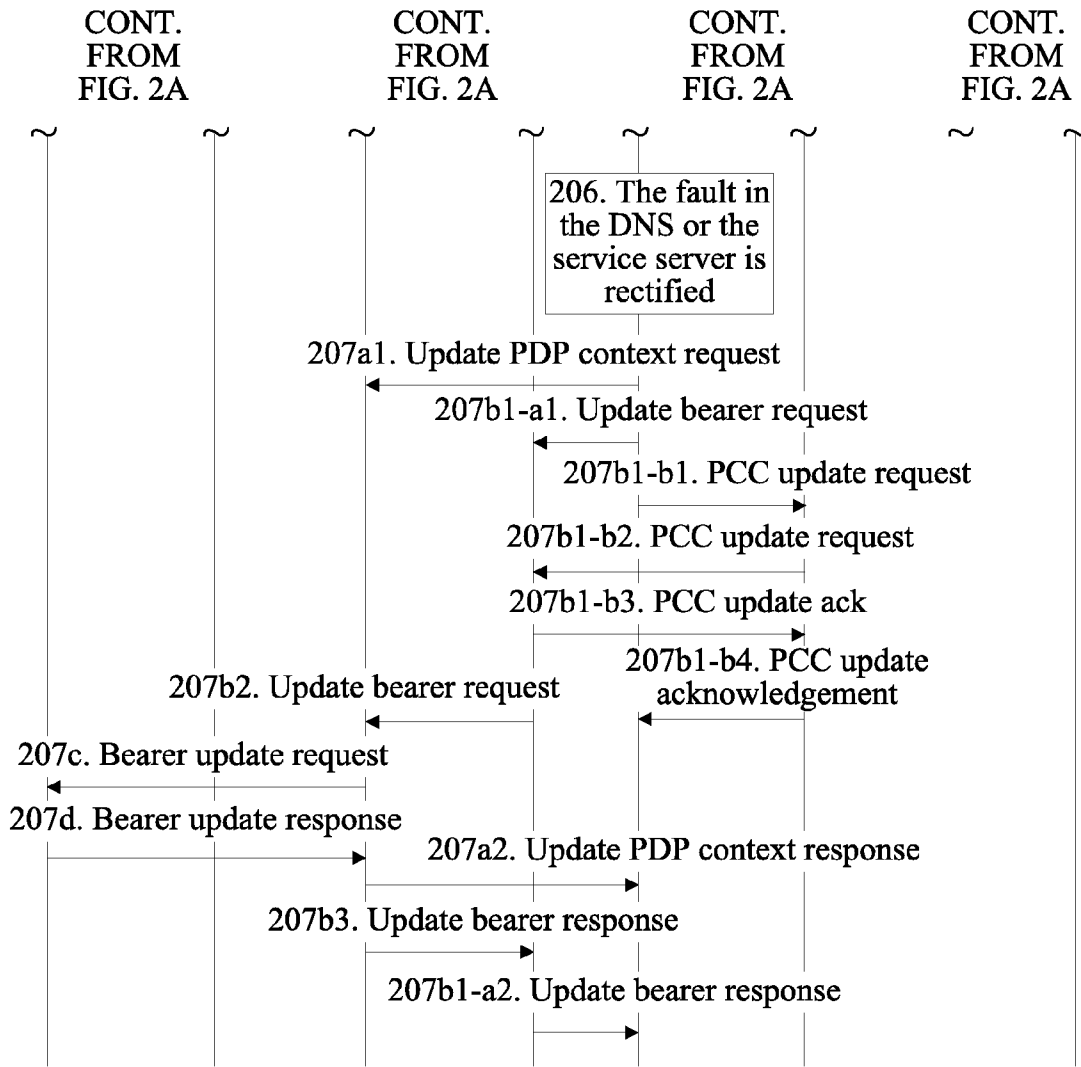 CONT.
FROM
FIG. 2A
CONT.
FROM
FIG. 2A
CONT.
FROM
FIG. 2A
CONT.
FROM
FIG. 2A
206. The fault in
the DNS or the
service server is
rectified
207a1. Update PDP context request
207b1-a1. Update bearer request
207b1-b1. PCC update request
207b1-b2. PCC update request
207b1-b3. PCC update ack
207b1-b4. PCC update
acknowledgement
207b2. Update bearer request
207c. Bearer update request
207d. Bearer update response
207a2. Update PDP context response
207b3. Update bearer response
207b1-a2. Update bearer response